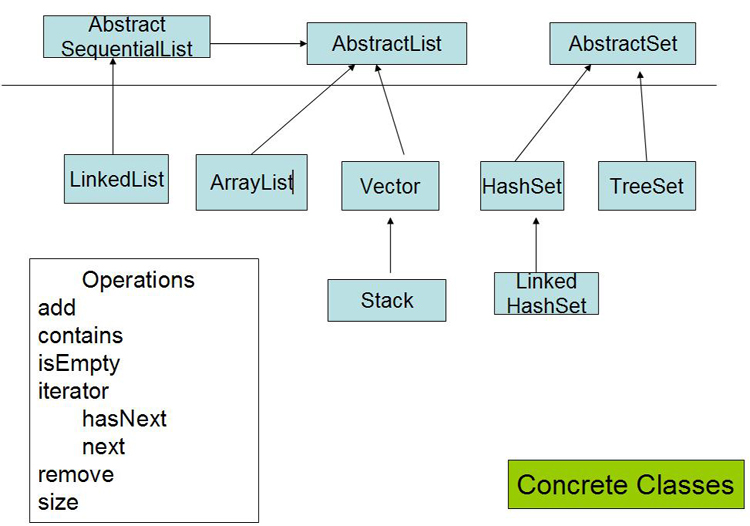 Abstract
SequentialList
AbstractList
AbstractSet
LinkedList
ArrayList
Vector
HashSet
TreeSet
Stack
Linked
HashSet
Operations
add
contains
isEmpty
iterator
hasNext
next
remove
size
Concrete Classes